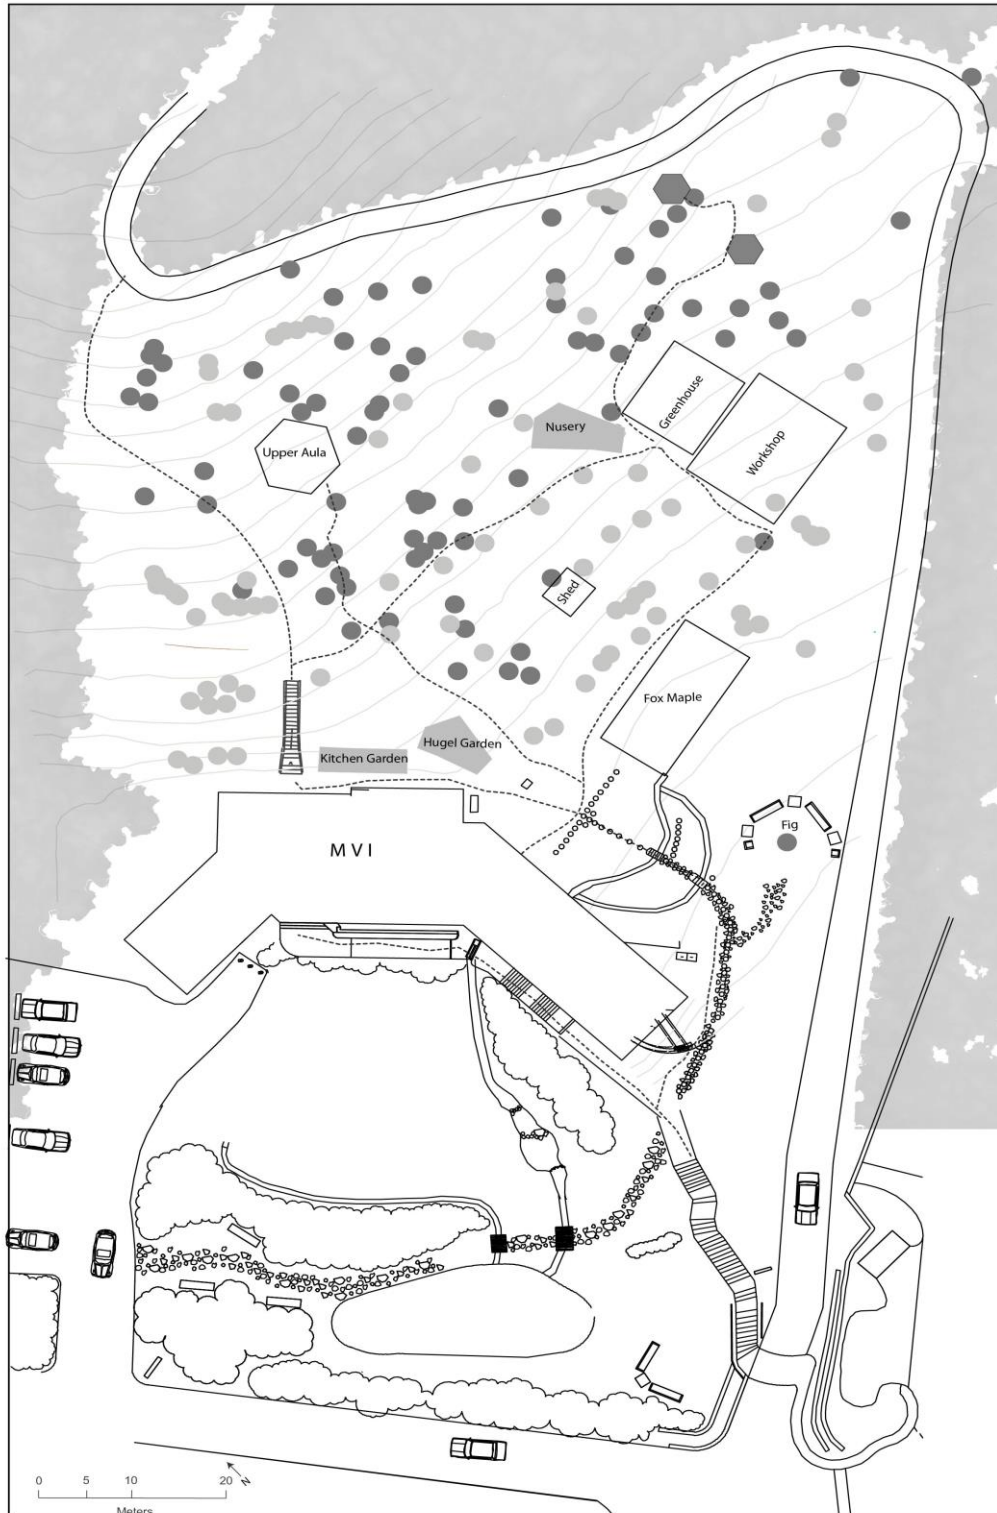 Greenhouse
Nusery
Workshop
Upper Aula
Shed
Fox Maple
Hugel Garden
Kitchen Garden
Fig
MVI
N
0 5 10 20
Meters